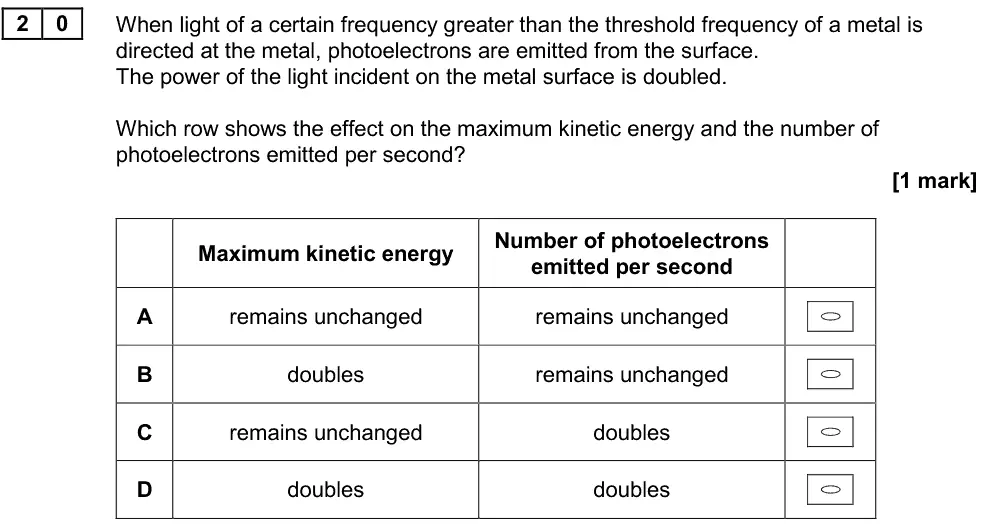 2 0
When light of a certain frequency greater than the threshold frequency of a metal is
directed at the metal, photoelectrons are emitted from the surface.
The power of the light incident on the metal surface is doubled.
Which row shows the effect on the maximum kinetic energy and the number of
photoelectrons emitted per second?
[1 mark]
Maximum kinetic energy
Number of photoelectrons
emitted per second
A remains unchanged remains unchanged
B doubles remains unchanged
C remains unchanged doubles
D doubles doubles